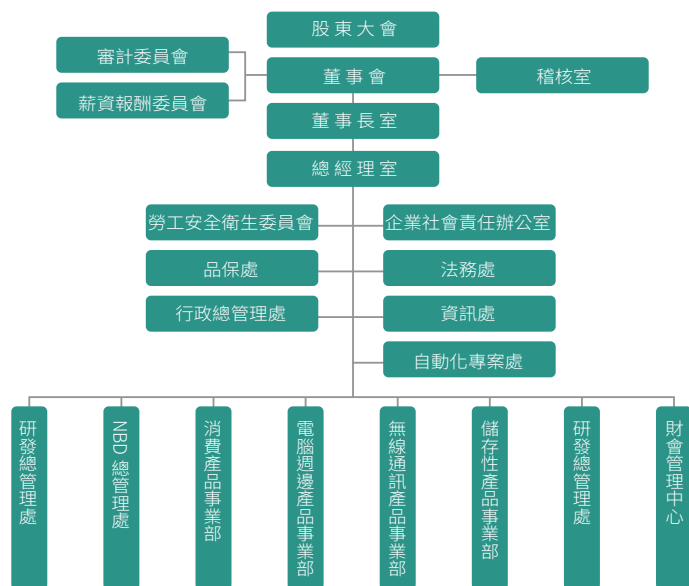 股東大會
審計委員會
董事會
稽核室
薪資報酬委員會
董事長室
總經理室
勞工安全衛生委員會
企業社會責任辦公室
品保處
法務處
行政總管理處
資訊處
自動化專案處
研發總管理處
NBD 總管理處
消費產品事業部
電腦週邊產品事業部
無線通訊產品事業部
儲存性產品事業部
研發總管理處
財會管理中心